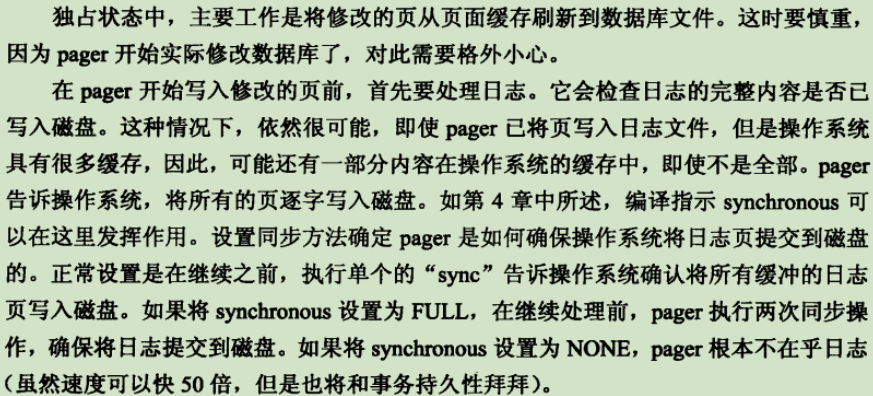 独占状态中，主要工作是将修改的页从页面缓存刷新到数据库文件。这时要慎重，
因为 pager 开始实际修改数据库了，对此需要格外小心。
在 pager 开始写入修改的页前，首先要处理日志。它会检查日志的完整内容是否已
写入磁盘。这种情况下，依然很可能，即使 pager 已将页写入日志文件，但是操作系统
具有很多缓存，因此，可能还有一部分内容在操作系统的缓存中，即使不是全部。pager
告诉操作系统，将所有的页逐字写入磁盘。如第 4 章中所述，编译指示 synchronous 可
以在这里发挥作用。设置同步方法确定 pager 是如何确保操作系统将日志页提交到磁盘
的。正常设置是在继续之前，执行单个的“sync”告诉操作系统确认将所有缓冲的日志
页写入磁盘。如果将 synchronous 设置为 FULL，在继续处理前，pager 执行两次同步操
作，确保将日志提交到磁盘。如果将 synchronous 设置为 NONE，pager 根本不在乎日志
（虽然速度可以快 50 倍，但是也将和事务持久性拜拜）。